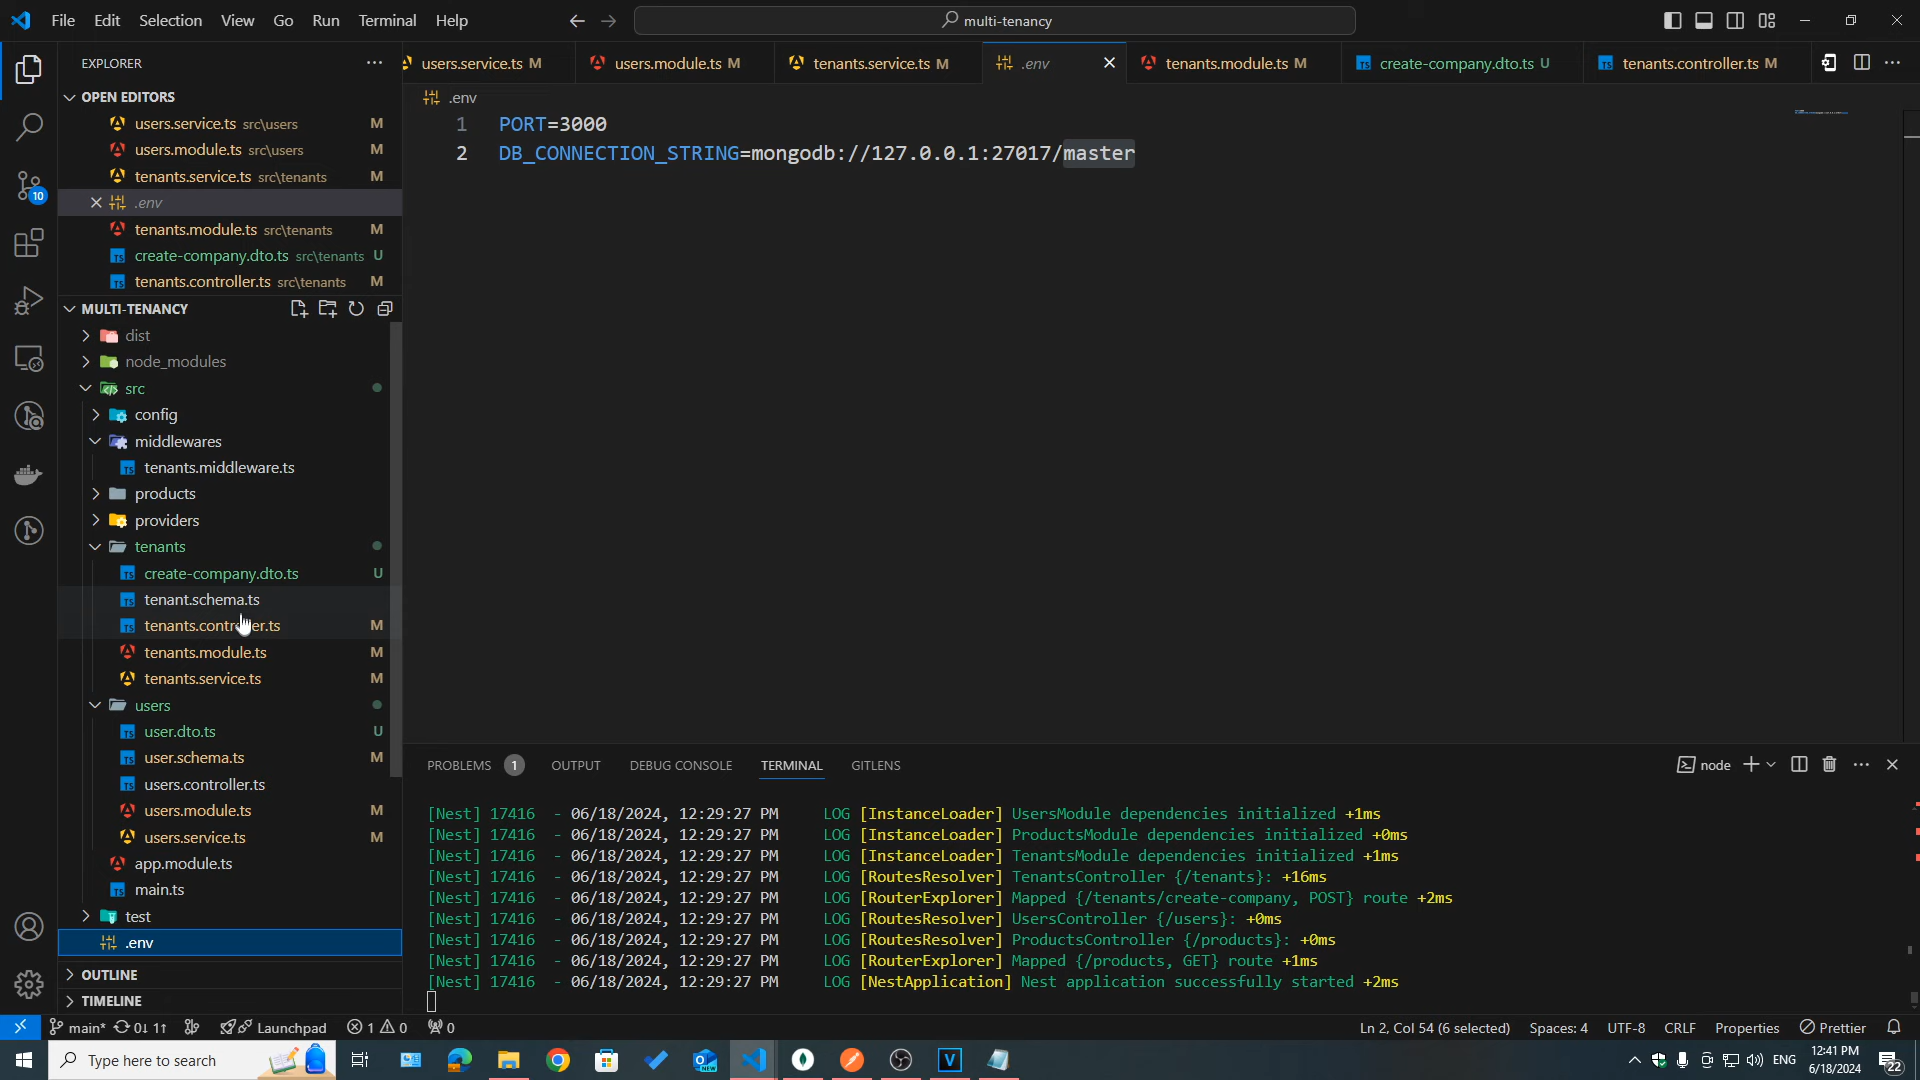 File Edit Selection View Go Run Terminal Help
multi-tenancy
EXPLORER
OPEN EDITORS
users.service.ts src\users M
users.module.ts src\users M
tenants.service.ts src\tenants M
.env
tenants.module.ts src\tenants M
create-company.dto.ts src\tenants U
tenants.controller.ts src\tenants M
MULTI-TENANCY
dist
node_modules
src
config
middlewares
tenants.middleware.ts
products
providers
tenants
create-company.dto.ts U
tenant.schema.ts
tenants.controller.ts M
tenants.module.ts M
tenants.service.ts M
users
user.dto.ts U
user.schema.ts M
users.controller.ts
users.module.ts M
users.service.ts M
app.module.ts
main.ts
test
.env
OUTLINE
TIMELINE
10
users.service.ts M users.module.ts M tenants.service.ts M .env tenants.module.ts M create-company.dto.ts U tenants.controller.ts M
.env
1 PORT=3000
2 DB_CONNECTION_STRING=mongodb://127.0.0.1:27017/master
PROBLEMS 1 OUTPUT DEBUG CONSOLE TERMINAL GITLENS
node
[Nest] 17416 - 06/18/2024, 12:29:27 PM LOG [InstanceLoader] UsersModule dependencies initialized +1ms
[Nest] 17416 - 06/18/2024, 12:29:27 PM LOG [InstanceLoader] ProductsModule dependencies initialized +0ms
[Nest] 17416 - 06/18/2024, 12:29:27 PM LOG [InstanceLoader] TenantsModule dependencies initialized +1ms
[Nest] 17416 - 06/18/2024, 12:29:27 PM LOG [RoutesResolver] TenantsController {/tenants}: +16ms
[Nest] 17416 - 06/18/2024, 12:29:27 PM LOG [RouterExplorer] Mapped {/tenants/create-company, POST} route +2ms
[Nest] 17416 - 06/18/2024, 12:29:27 PM LOG [RoutesResolver] UsersController {/users}: +0ms
[Nest] 17416 - 06/18/2024, 12:29:27 PM LOG [RoutesResolver] ProductsController {/products}: +0ms
[Nest] 17416 - 06/18/2024, 12:29:27 PM LOG [RouterExplorer] Mapped {/products, GET} route +1ms
[Nest] 17416 - 06/18/2024, 12:29:27 PM LOG [NestApplication] Nest application successfully started +2ms
main* 0↓ 1↑ Launchpad 1 0 0
Ln 2, Col 54 (6 selected) Spaces: 4 UTF-8 CRLF Properties Prettier
Type here to search
ENG
12:41 PM
6/18/2024
22